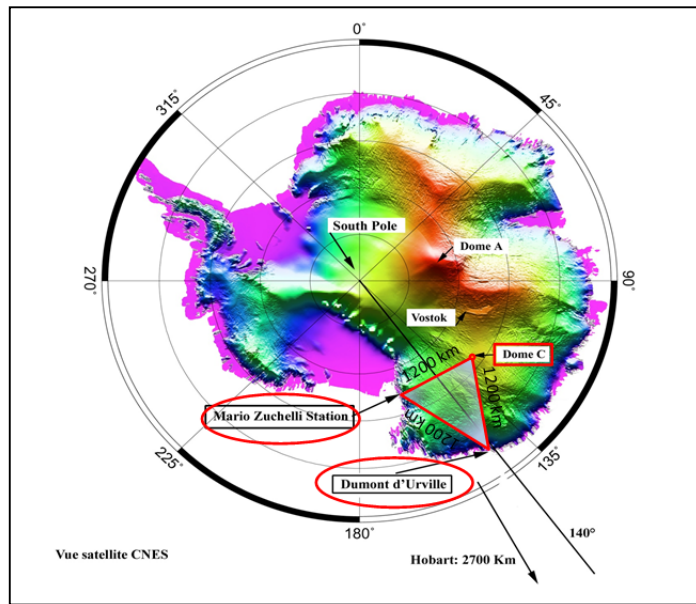 0°
315°
45°
South Pole
Dome A
270°
90°
Vostok
1200 km
Dome C
1200 km
Mario Zuchelli Station
1200 km
225°
135°
Dumont d'Urville
180°
140°
Vue satellite CNES
Hobart: 2700 Km